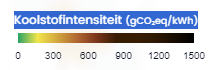 Koolstofintensiteit (gCO₂eq/kWh)
0 300 600 900 1200 1500